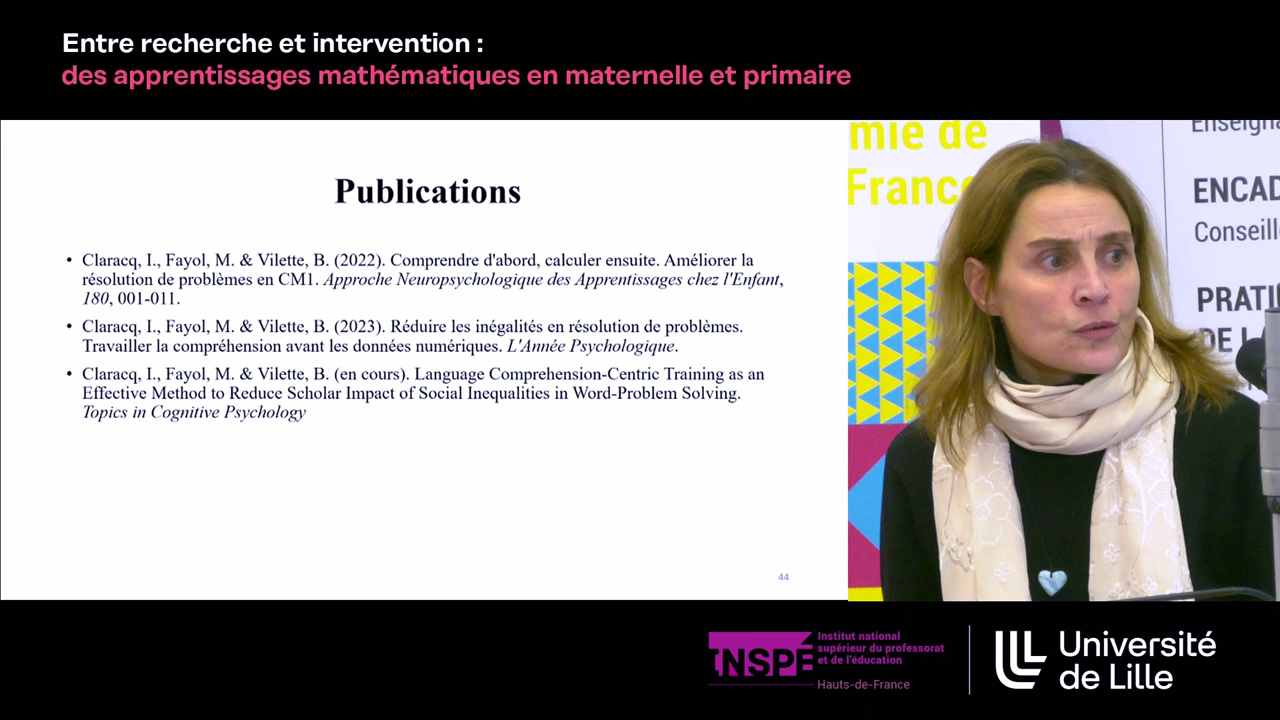 Entre recherche et intervention :
des apprentissages mathématiques en maternelle et primaire
Publications
• Claracq, I., Fayol, M. & Vilette, B. (2022). Comprendre d'abord, calculer ensuite. Améliorer la
résolution de problèmes en CM1. Approche Neuropsychologique des Apprentissages chez l'Enfant,
180, 001-011.
• Claracq, I., Fayol, M. & Vilette, B. (2023). Réduire les inégalités en résolution de problèmes.
Travailler la compréhension avant les données numériques. L'Année Psychologique.
• Claracq, I., Fayol, M. & Vilette, B. (en cours). Language Comprehension-Centric Training as an
Effective Method to Reduce Scholar Impact of Social Inequalities in Word-Problem Solving.
Topics in Cognitive Psychology
44
mie de
France
Enseigna
ENCAD
Conseill
PRATI
DE L
INSPÉ
Institut national
supérieur du professorat
et de l'éducation
Hauts-de-France
Université
de Lille